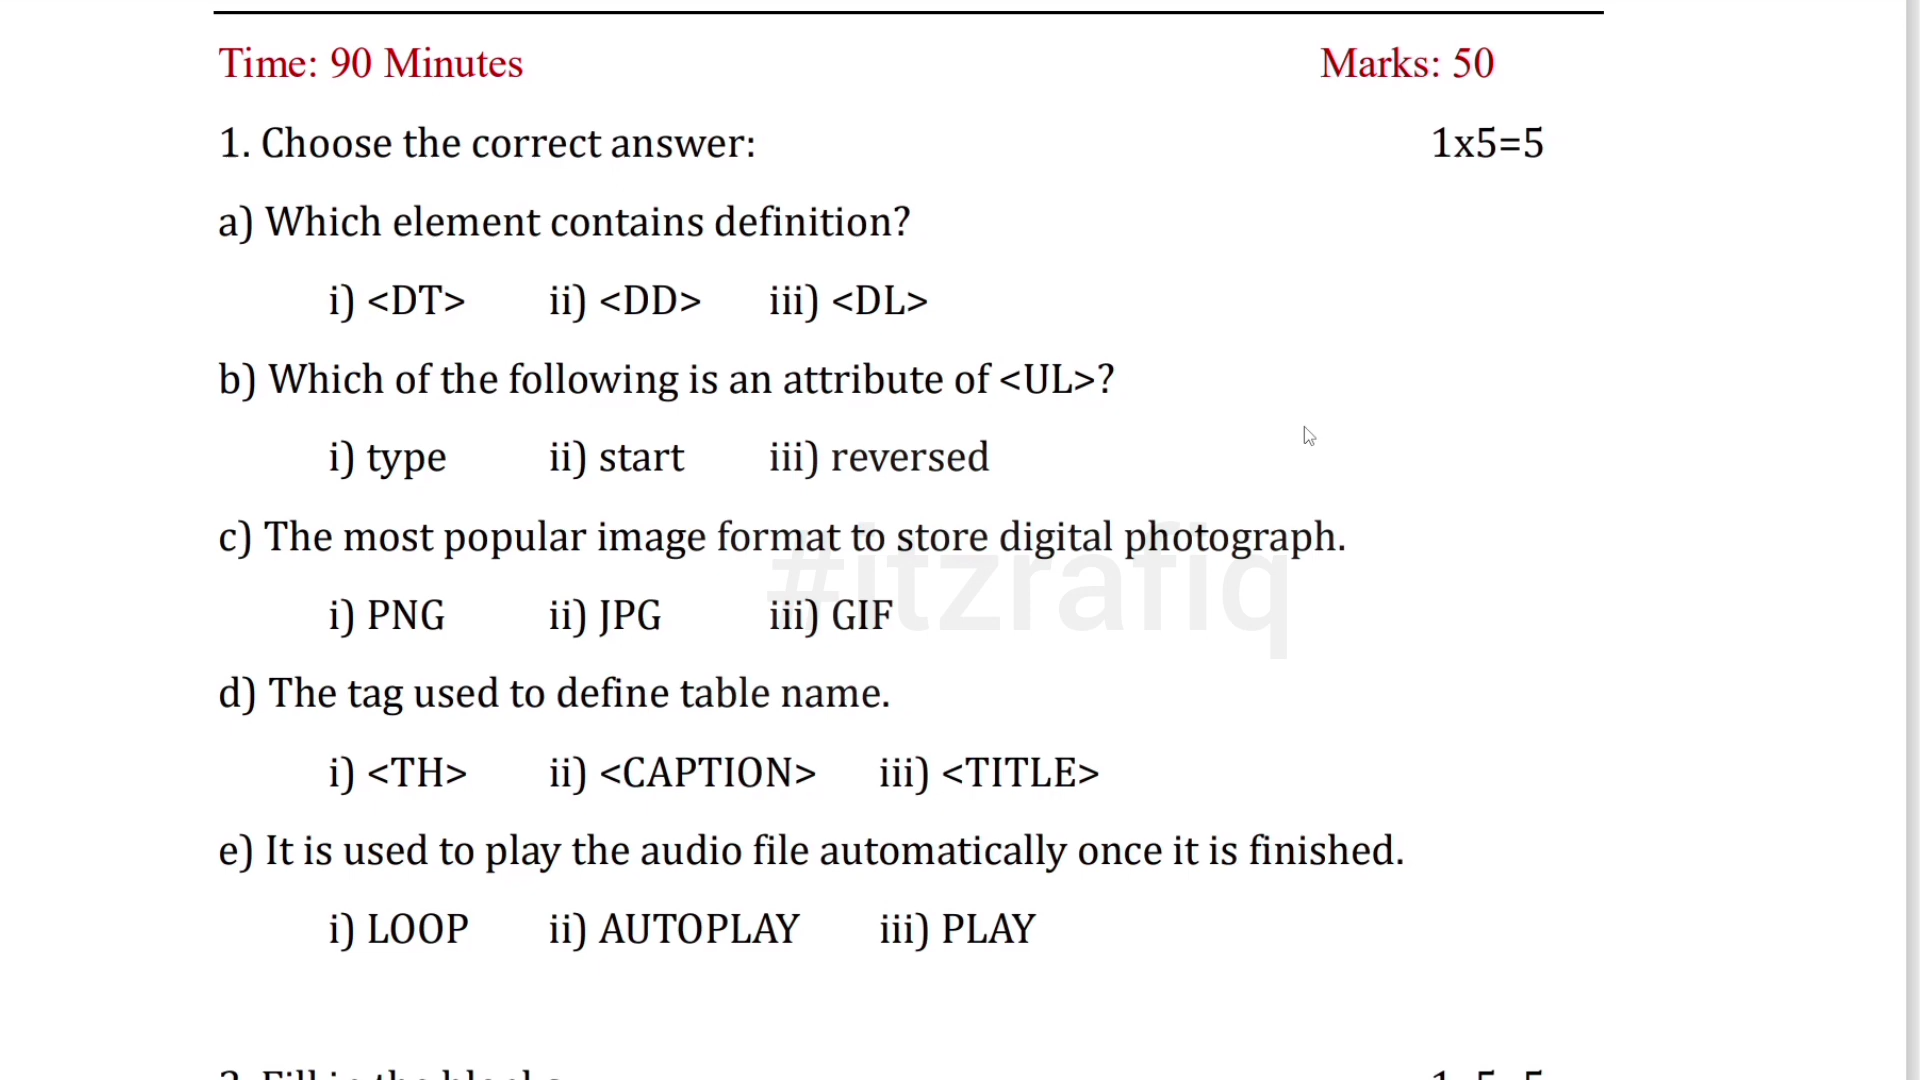 Time: 90 Minutes Marks: 50
1. Choose the correct answer: 1x5=5
a) Which element contains definition?
i) <DT> ii) <DD> iii) <DL>
b) Which of the following is an attribute of <UL>?
i) type ii) start iii) reversed
c) The most popular image format to store digital photograph.
#itzrafiq
i) PNG ii) JPG iii) GIF
d) The tag used to define table name.
i) <TH> ii) <CAPTION> iii) <TITLE>
e) It is used to play the audio file automatically once it is finished.
i) LOOP ii) AUTOPLAY iii) PLAY